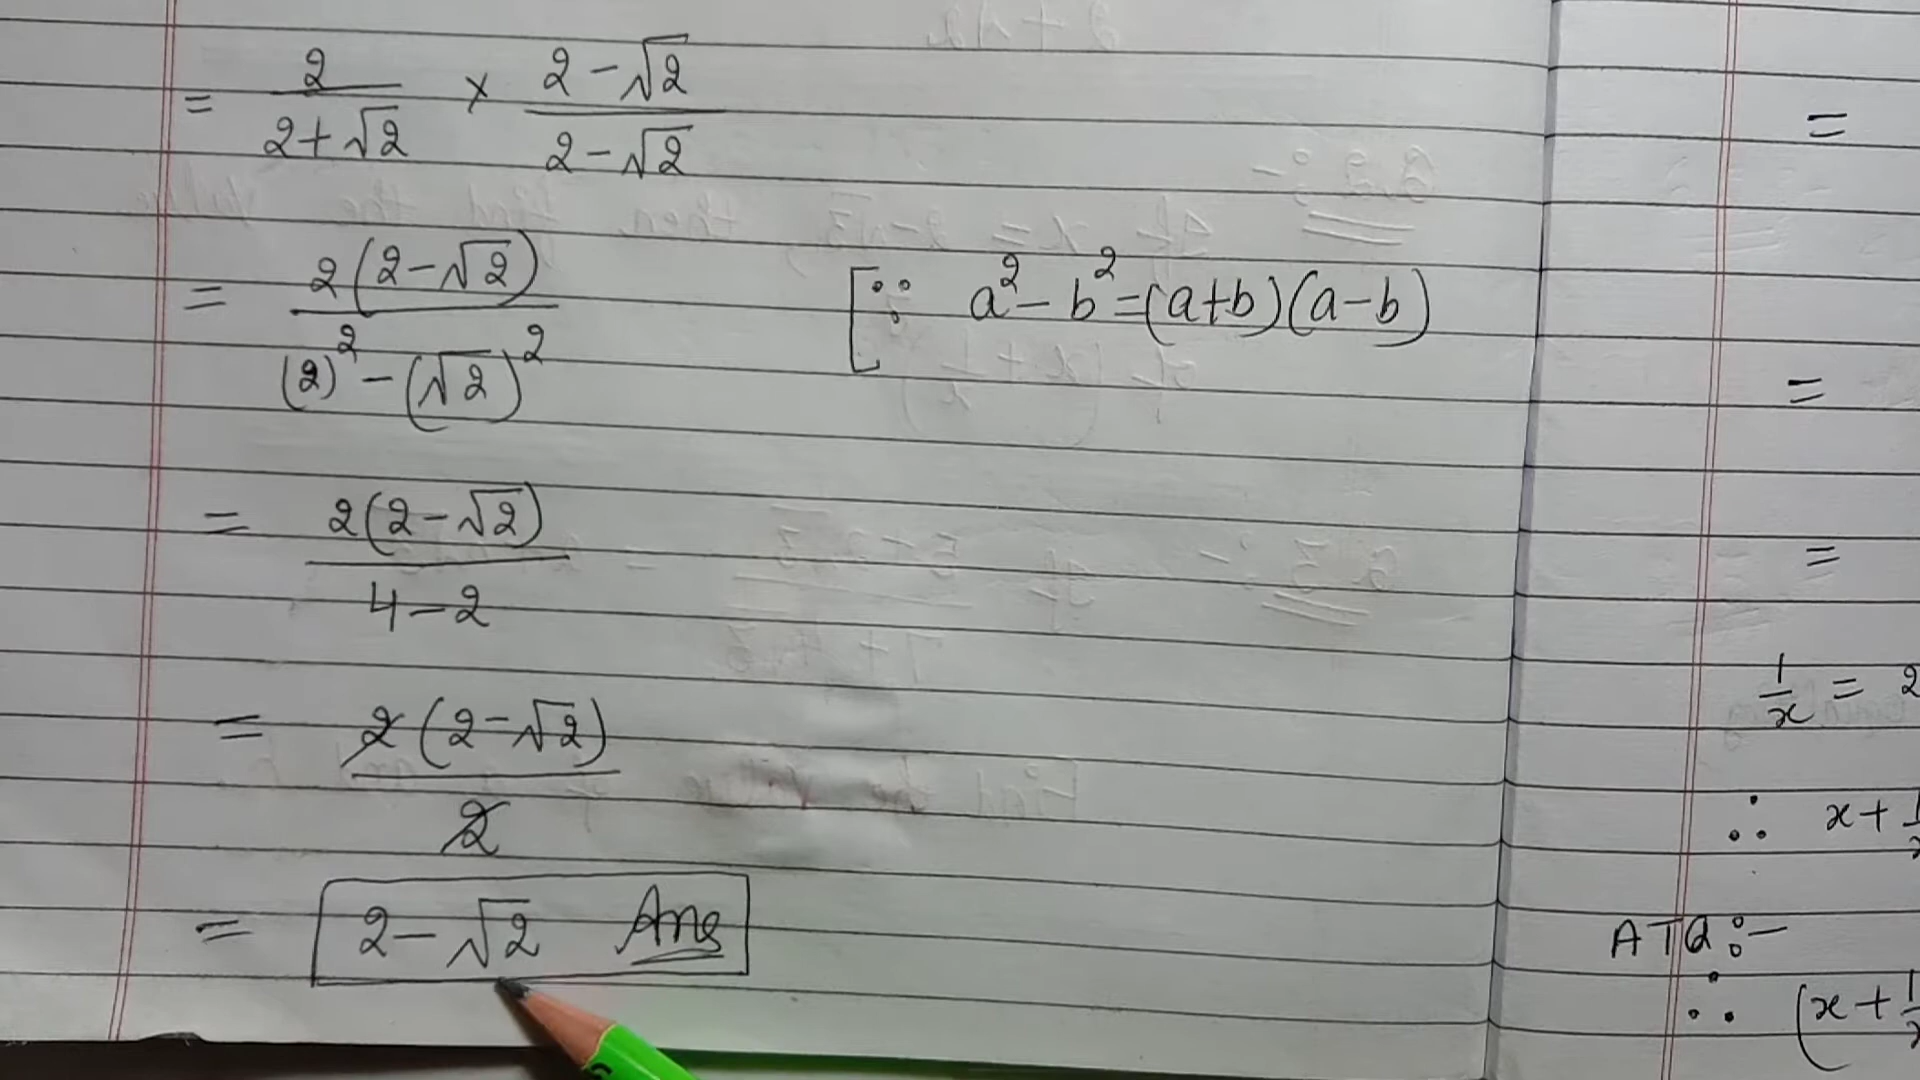 = 2/(2+√2) × (2-√2)/(2-√2)
= 2(2-√2)/((2)²-(√2)²) [∵ a²-b²=(a+b)(a-b)
= 2(2-√2)/(4-2)
= 2(2-√2)/2
= 2-√2 Ans
=
=
=
1/x = 2
∴ x+1
ATQ:-
∴ (x+1